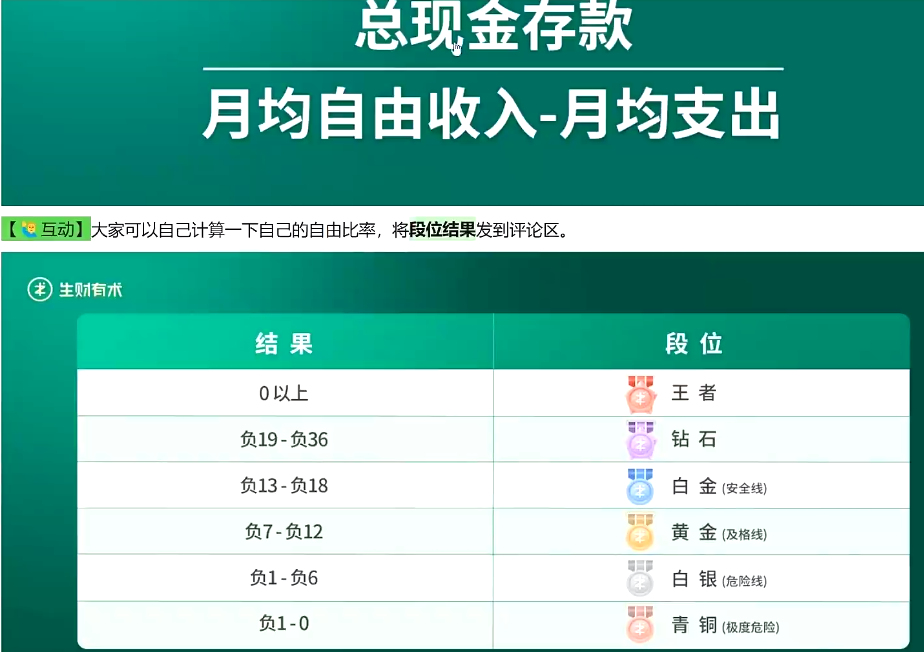 总现金存款
月均自由收入-月均支出
【🙋互动】大家可以自己计算一下自己的自由比率，将段位结果发到评论区。
生财有术
结果 段位
0以上 王者
负19-负36 钻石
负13-负18 白金(安全线)
负7-负12 黄金(及格线)
负1-负6 白银(危险线)
负1-0 青铜(极度危险)